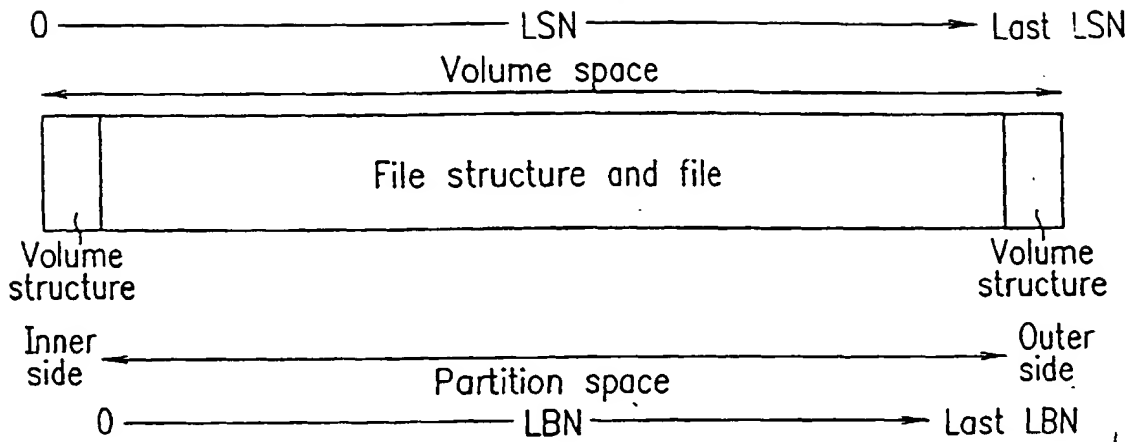 0 LSN Last LSN
Volume space
File structure and file
Volume structure
Volume structure
Inner side
Outer side
Partition space
0 LBN Last LBN